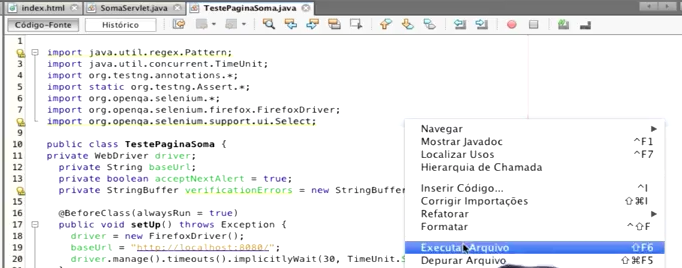 index.html SomaServlet.java TestePaginaSoma.java
Código-Fonte Histórico
1
import java.util.regex.Pattern;
3 import java.util.concurrent.TimeUnit;
4 import org.testng.annotations.*;
5 import static org.testng.Assert.*;
6 import org.openqa.selenium.*;
7 import org.openqa.selenium.firefox.FirefoxDriver;
import org.openqa.selenium.support.ui.Select;
9
10 public class TestePaginaSoma {
11 private WebDriver driver;
12 private String baseUrl;
13 private boolean acceptNextAlert = true;
private StringBuffer verificationErrors = new StringBuffer
15
16 @BeforeClass(alwaysRun = true)
17 public void setUp() throws Exception {
18 driver = new FirefoxDriver();
19 baseUrl = "http://localhost:8080/";
20 driver.manage().timeouts().implicitlyWait(30, TimeUnit.S
Navegar
Mostrar Javadoc ^F1
Localizar Usos ^F7
Hierarquia de Chamada
Inserir Código... ^I
Corrigir Importações ⇧⌘I
Refatorar
Formatar ^⇧F
Executar Arquivo ⇧F6
Depurar Arquivo ⇧⌘F5